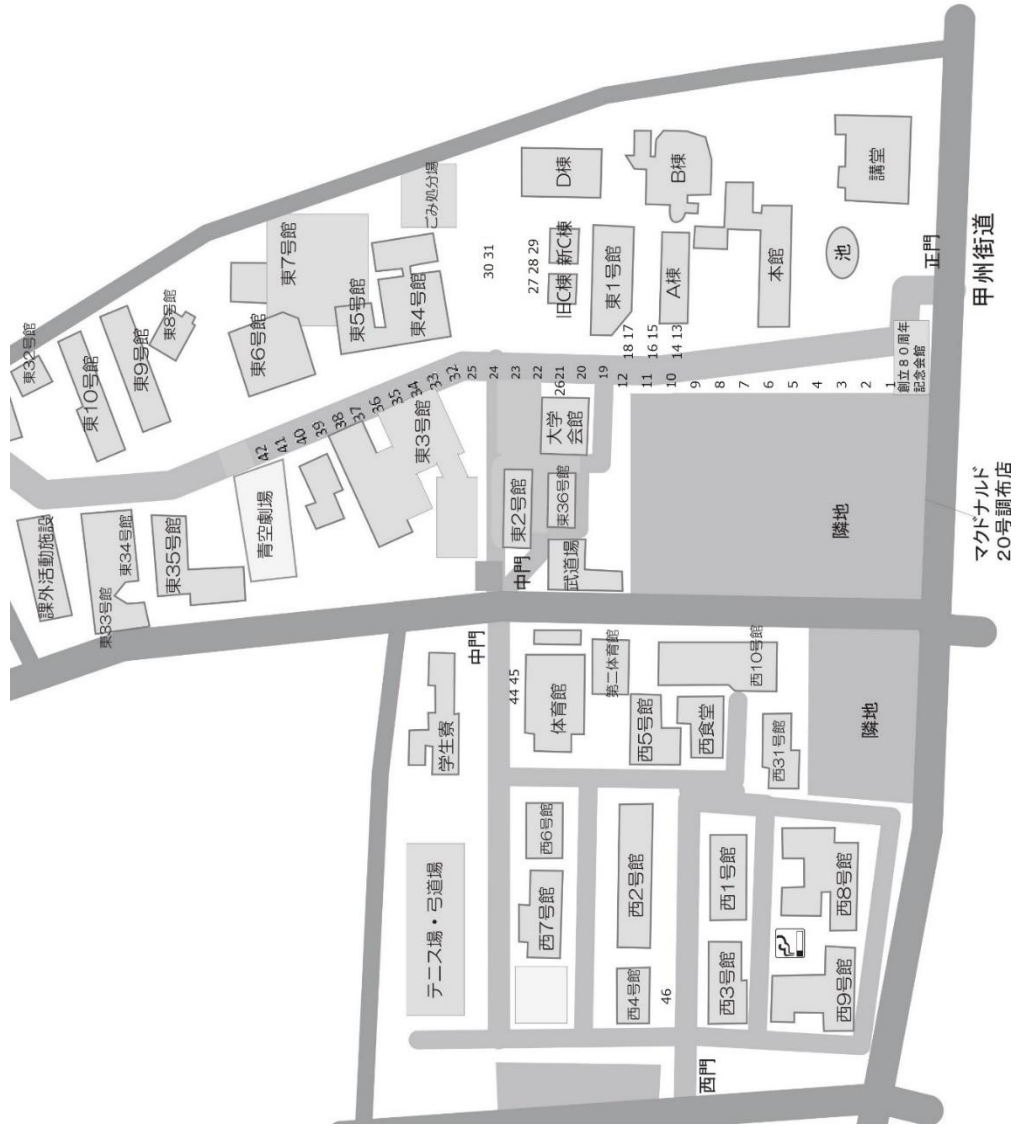 東32号館
東10号館
東9号館
東8号館
東7号館
ごみ処分場
東6号館
東5号館
東4号館
課外活動施設
東33号館
東34号館
東35号館
青空劇場
42
41
40
39
38
37
36
35
34
33
32
東3号館
25
24
23
22
2621
20
19
30 31
27 28 29
旧C棟
新C棟
D棟
東1号館
B棟
A棟
本館
池
講堂
正門
甲州街道
18 17
16 15
14 13
12
11
10
9
8
7
6
5
4
3
2
1
創立80周年
記念会館
大学
会館
東2号館
東36号館
武道場
中門
隣地
マクドナルド
20号調布店
中門
学生寮
44 45
体育館
第二体育館
西10号館
西5号館
西食堂
西31号館
隣地
テニス場・弓道場
西6号館
西7号館
西2号館
西4号館
46
西1号館
西3号館
西8号館
西9号館
西門